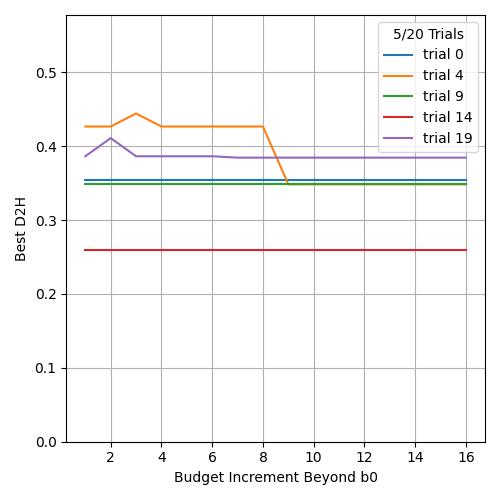 5/20 Trials
trial 0
trial 4
trial 9
trial 14
trial 19
0.5
0.4
0.3
0.2
0.1
0.0
Best D2H
2 4 6 8 10 12 14 16
Budget Increment Beyond b0